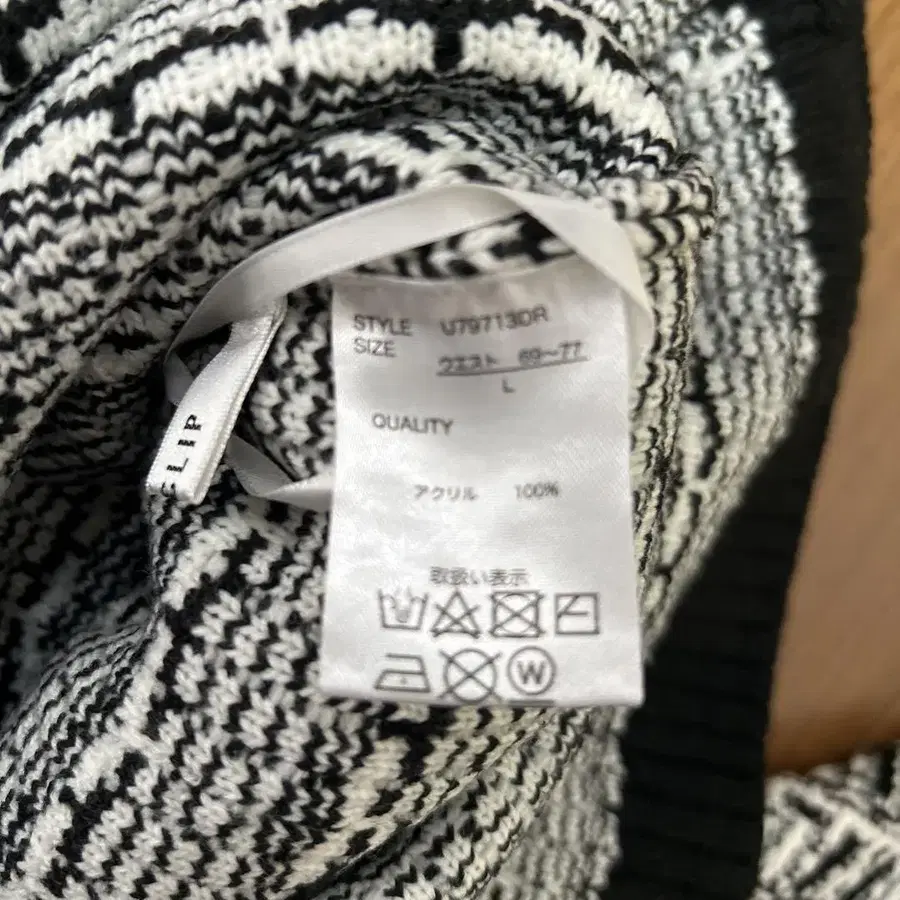 STYLE U79713DR
SIZE ウエスト 69～77
L
QUALITY
アクリル 100%
取扱い表示
W
CLIP